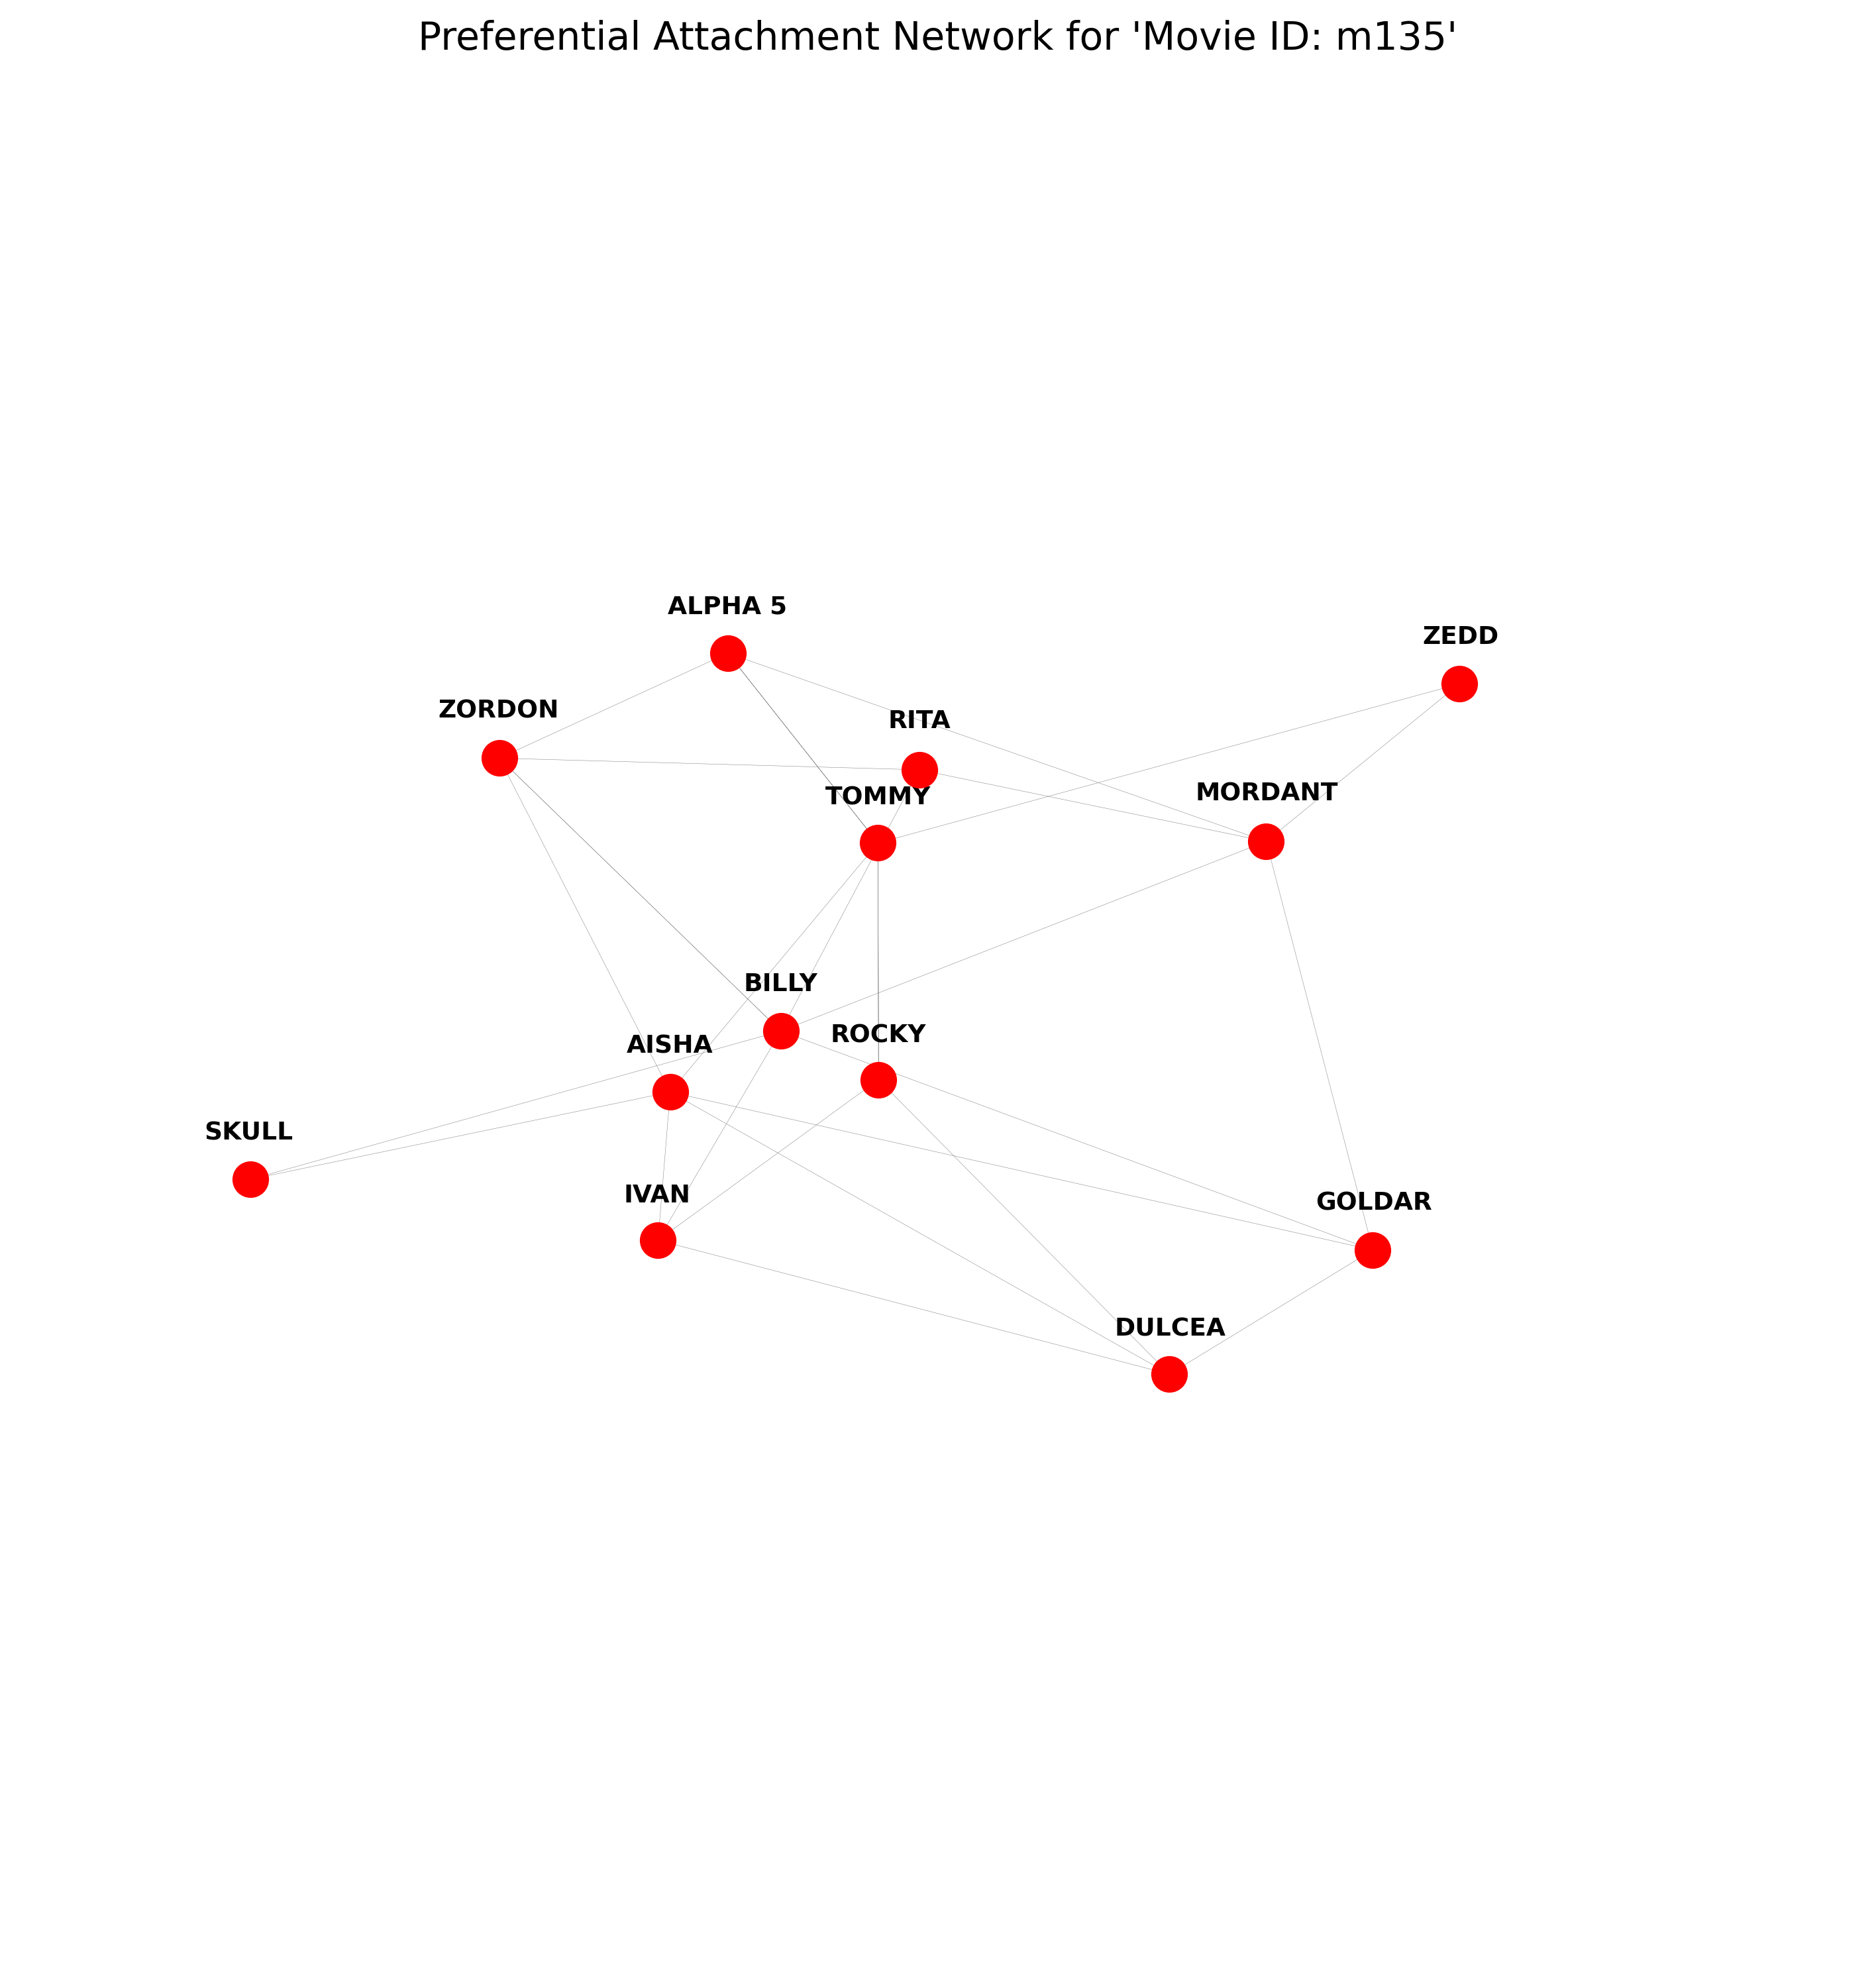 Preferential Attachment Network for 'Movie ID: m135'
ALPHA 5
ZEDD
ZORDON
RITA
MORDANT
TOMMY
BILLY
ROCKY
AISHA
SKULL
IVAN
GOLDAR
DULCEA